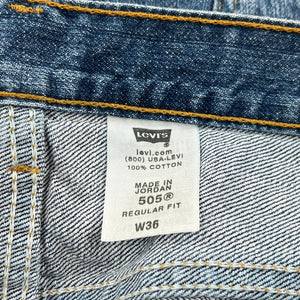 Levi's
levi.com
(800) USA-LEVI
100% COTTON
MADE IN
JORDAN
505®
REGULAR FIT
W36